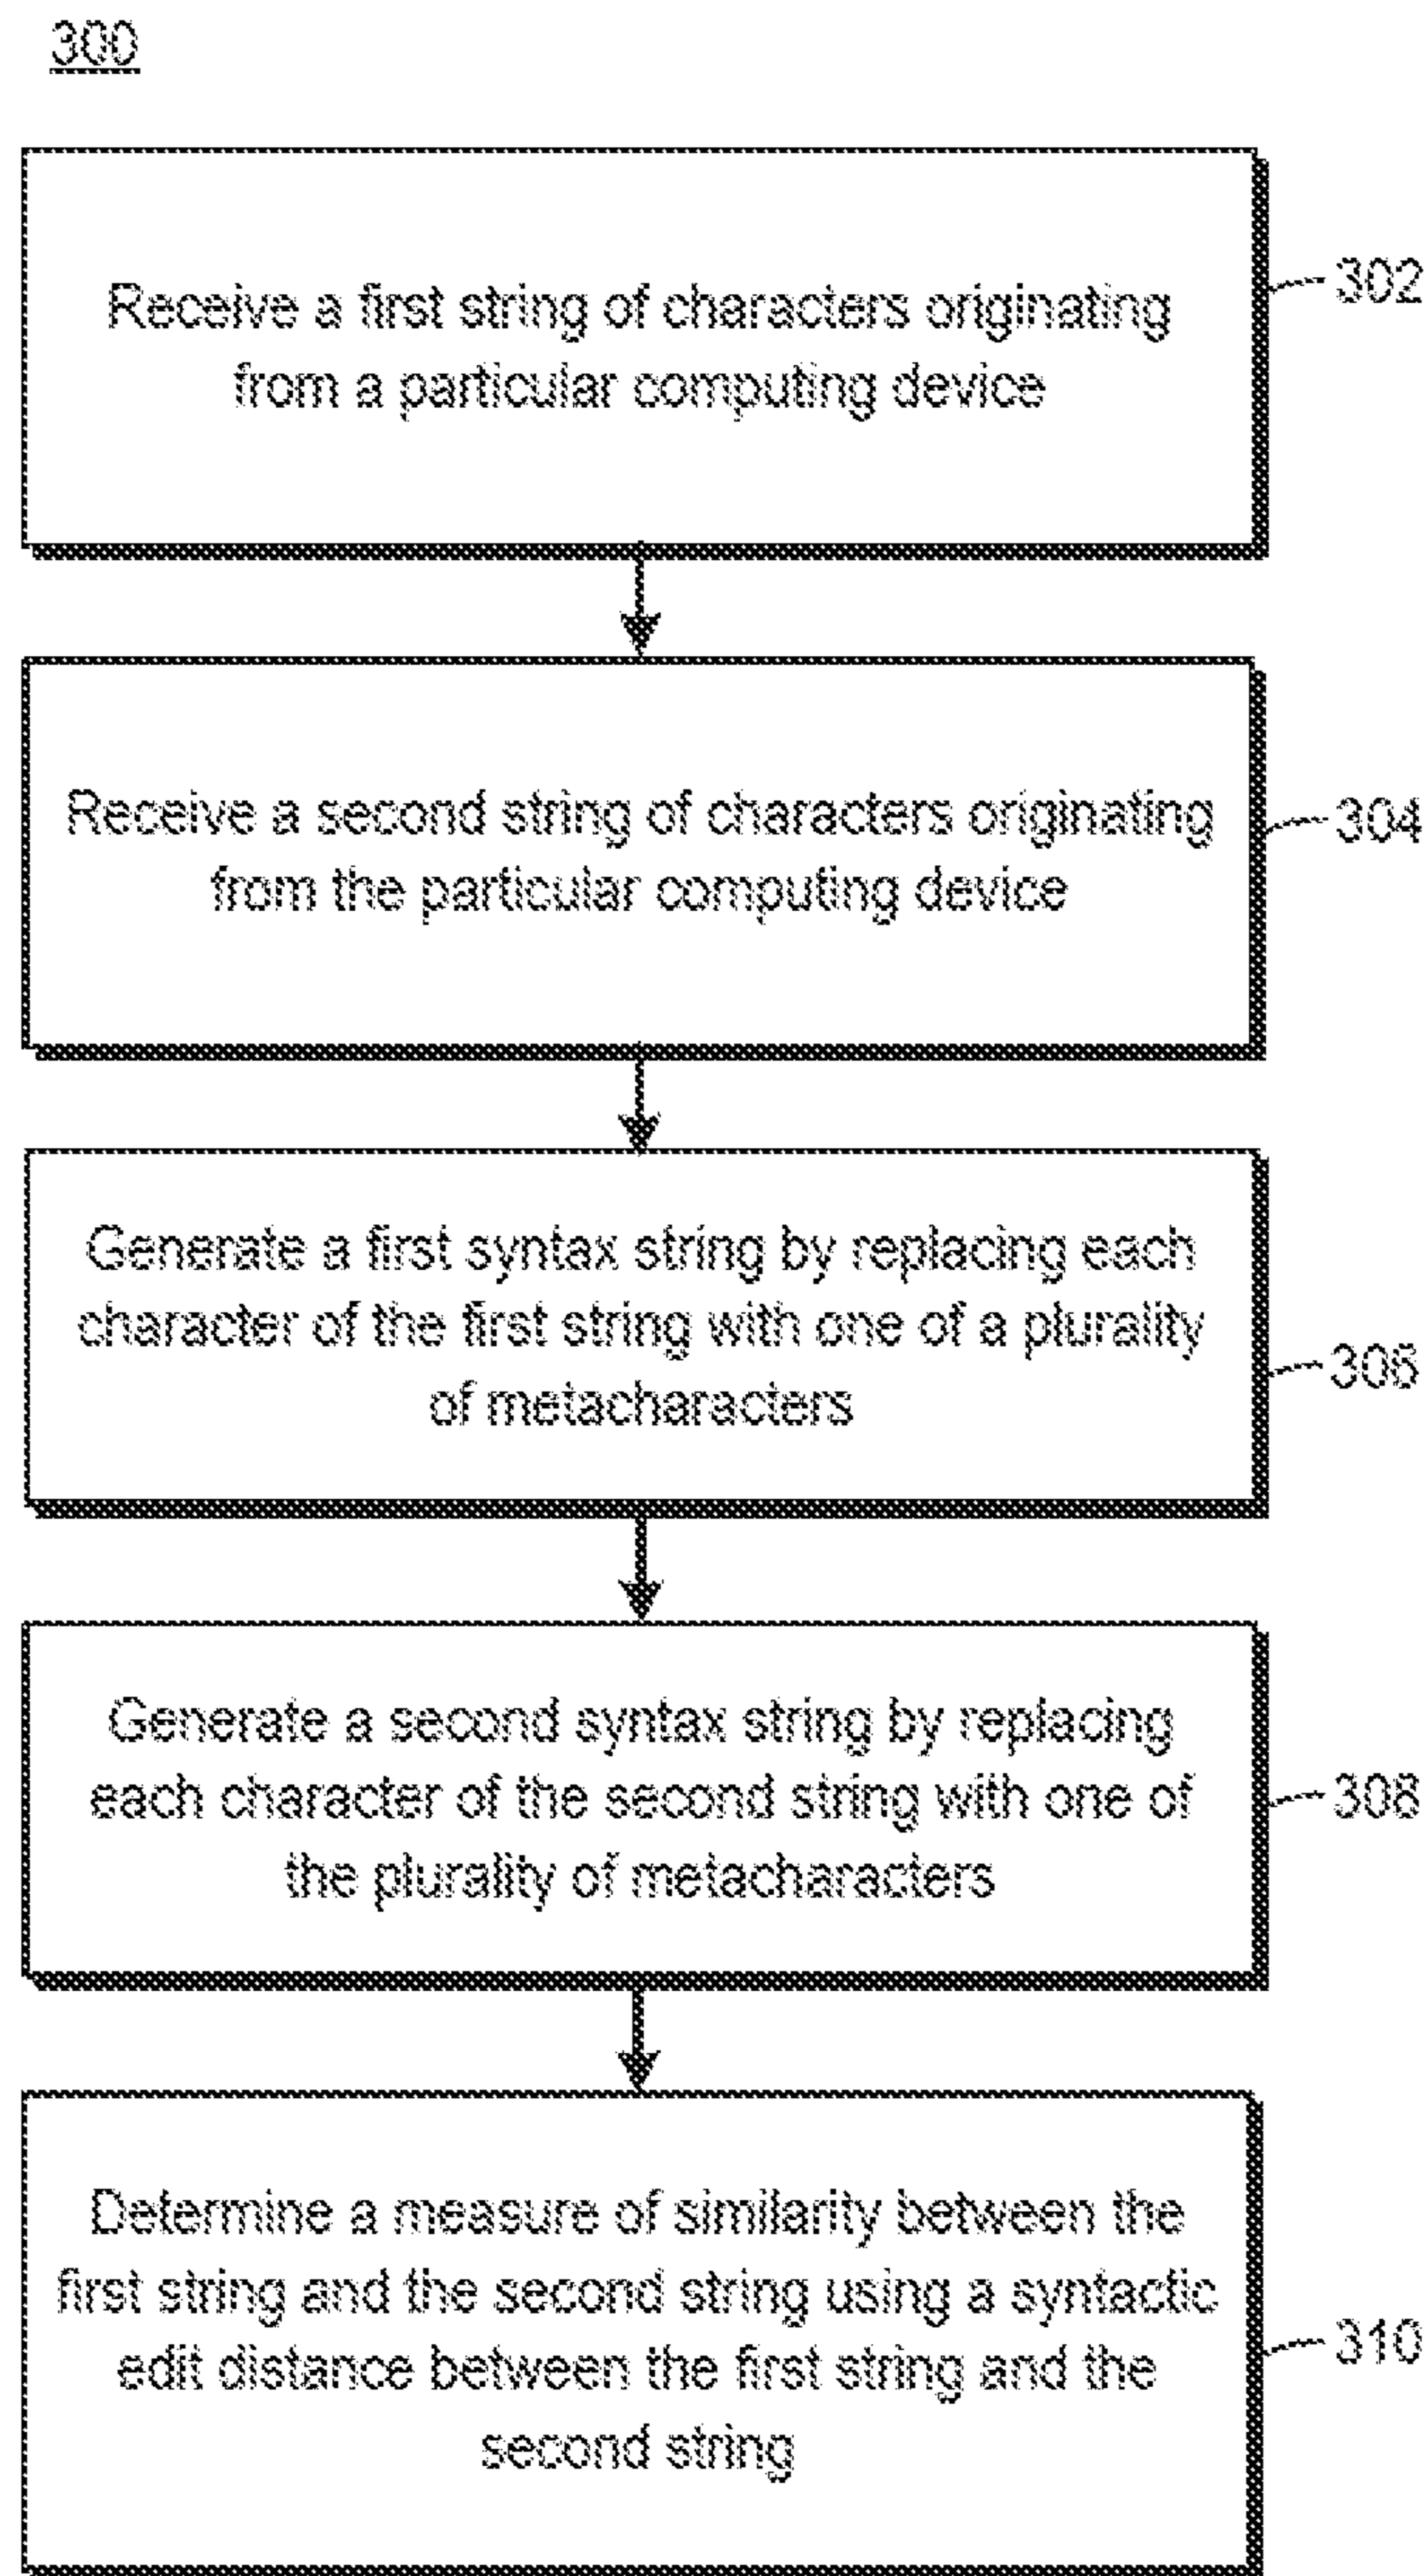 300
Receive a first string of characters originating
from a particular computing device
302
Receive a second string of characters originating
from the particular computing device
304
Generate a first syntax string by replacing each
character of the first string with one of a plurality
of metacharacters
306
Generate a second syntax string by replacing
each character of the second string with one of
the plurality of metacharacters
308
Determine a measure of similarity between the
first string and the second string using a syntactic
edit distance between the first string and the
second string
310